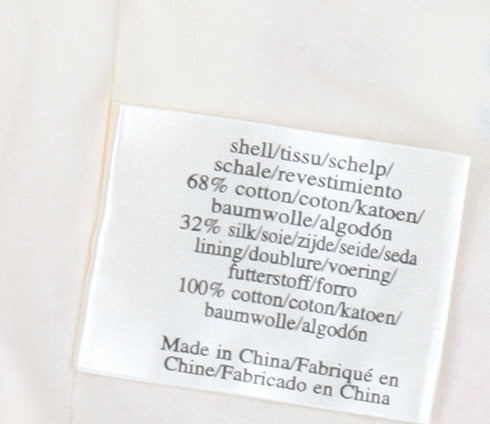 shell/tissu/schelp/
schale/revestimiento
68% cotton/coton/katoen/
baumwolle/algodón
32% silk/soie/zijde/seide/seda
lining/doublure/voering/
futterstoff/forro
100% cotton/coton/katoen/
baumwolle/algodón
Made in China/Fabriqué en
Chine/Fabricado en China